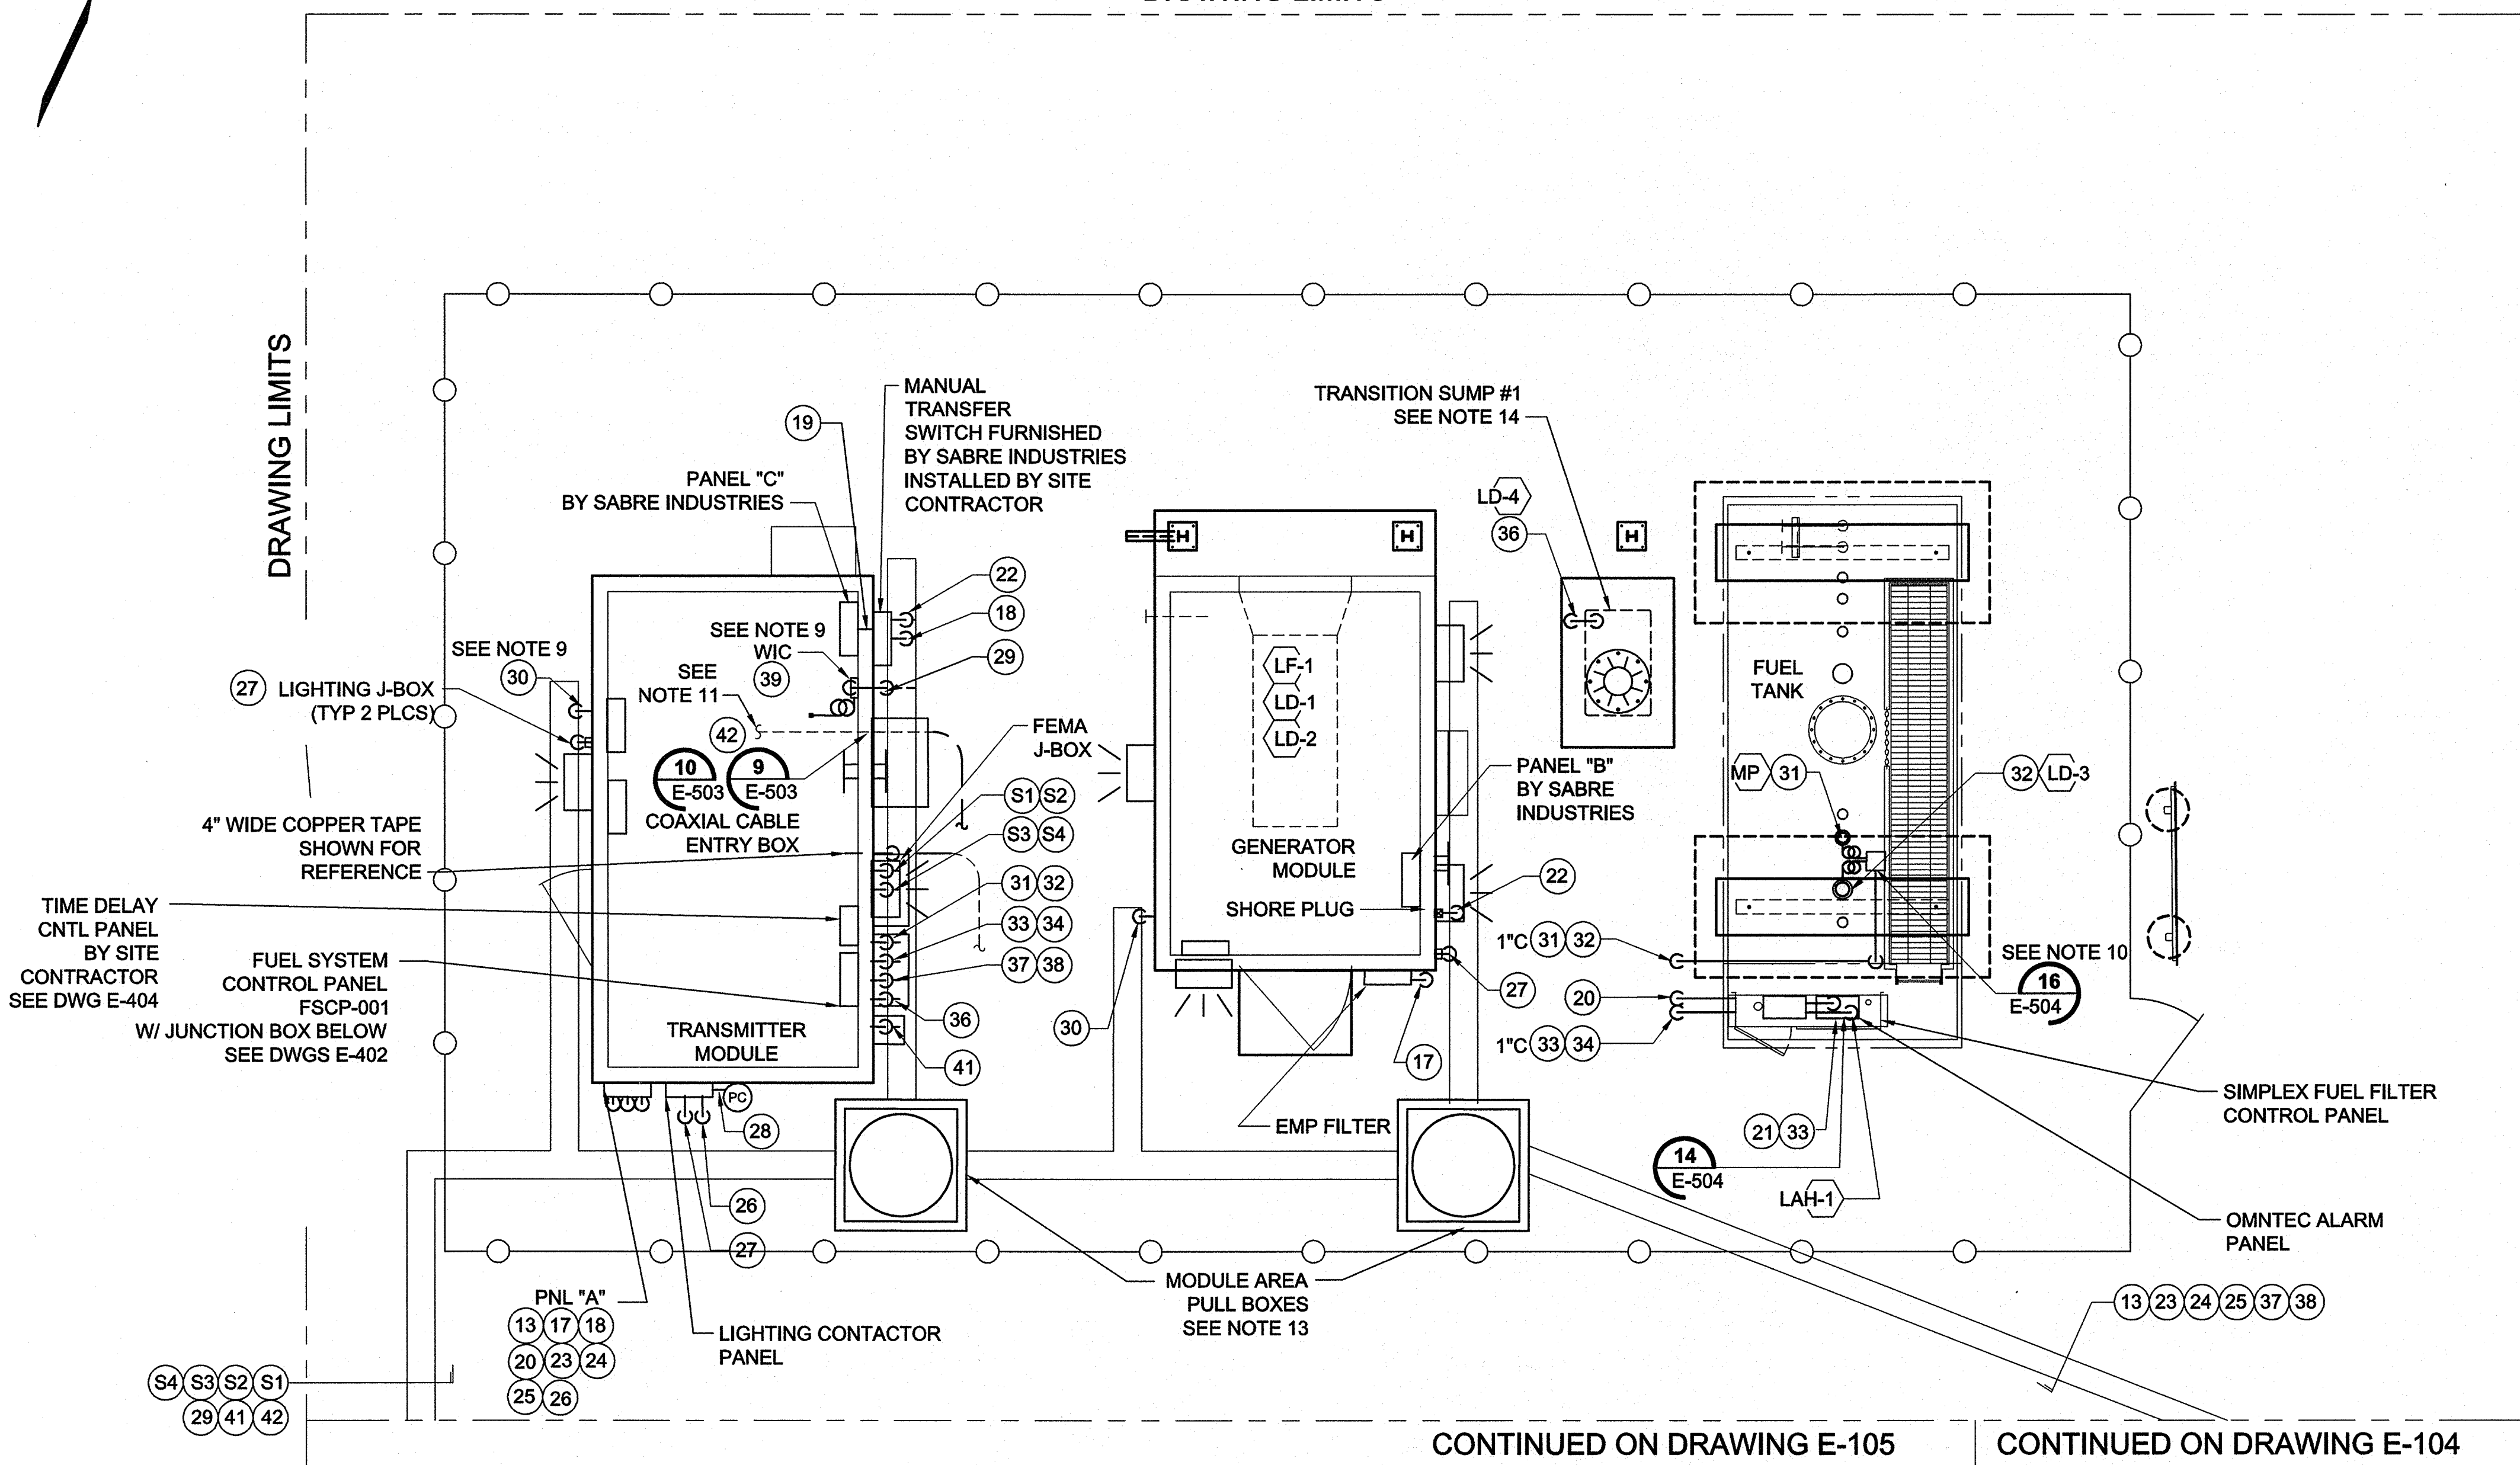 DRAWING LIMITS
DRAWING LIMITS
MANUAL
TRANSFER
SWITCH FURNISHED
BY SABRE INDUSTRIES
INSTALLED BY SITE
CONTRACTOR
19
PANEL "C"
BY SABRE INDUSTRIES
TRANSITION SUMP #1
SEE NOTE 14
LD-4
36
H
H
H
22
18
29
SEE NOTE 9
WIC
39
SEE
NOTE 11
42
SEE NOTE 9
30
27 LIGHTING J-BOX
(TYP 2 PLCS)
10
E-503
9
E-503
COAXIAL CABLE
ENTRY BOX
FEMA
J-BOX
S1 S2
S3 S4
31 32
33 34
37 38
36
41
4" WIDE COPPER TAPE
SHOWN FOR
REFERENCE
TIME DELAY
CNTL PANEL
BY SITE
CONTRACTOR
SEE DWG E-404
FUEL SYSTEM
CONTROL PANEL
FSCP-001
W/ JUNCTION BOX BELOW
SEE DWGS E-402
TRANSMITTER
MODULE
PC
28
26
27
PNL "A"
13 17 18
20 23 24
25 26
LIGHTING CONTACTOR
PANEL
S4 S3 S2 S1
29 41 42
LF-1
LD-1
LD-2
GENERATOR
MODULE
SHORE PLUG
PANEL "B"
BY SABRE
INDUSTRIES
22
27
17
30
EMP FILTER
MODULE AREA
PULL BOXES
SEE NOTE 13
FUEL
TANK
MP 31
32 LD-3
1"C 31 32
20
1"C 33 34
SEE NOTE 10
16
E-504
SIMPLEX FUEL FILTER
CONTROL PANEL
21 33
14
E-504
LAH-1
OMNTEC ALARM
PANEL
13 23 24 25 37 38
CONTINUED ON DRAWING E-105
CONTINUED ON DRAWING E-104